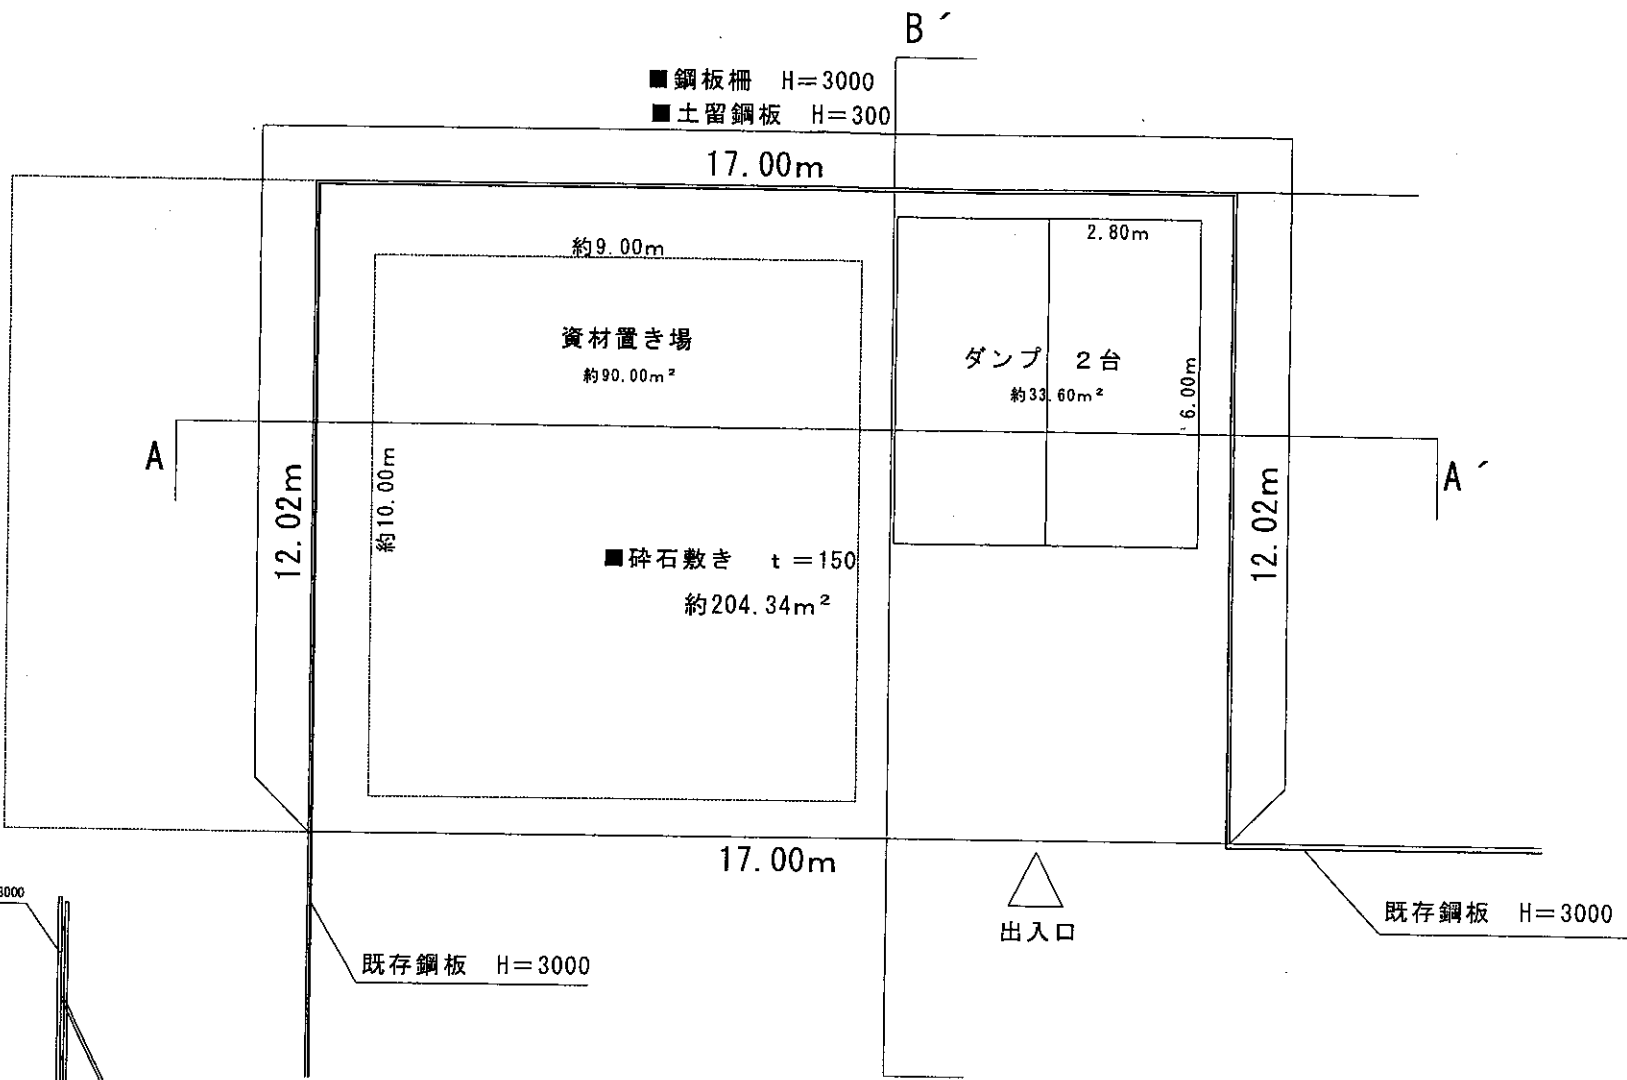 B´
■鋼板柵 H=3000
■土留鋼板 H=300
17.00m
約9.00m
2.80m
資材置き場
約90.00m²
ダンプ 2台
約33.60m²
6.00m
A
A´
12.02m
約10.00m
12.02m
■砕石敷き t=150
約204.34m²
17.00m
出入口
既存鋼板 H=3000
既存鋼板 H=3000
3000